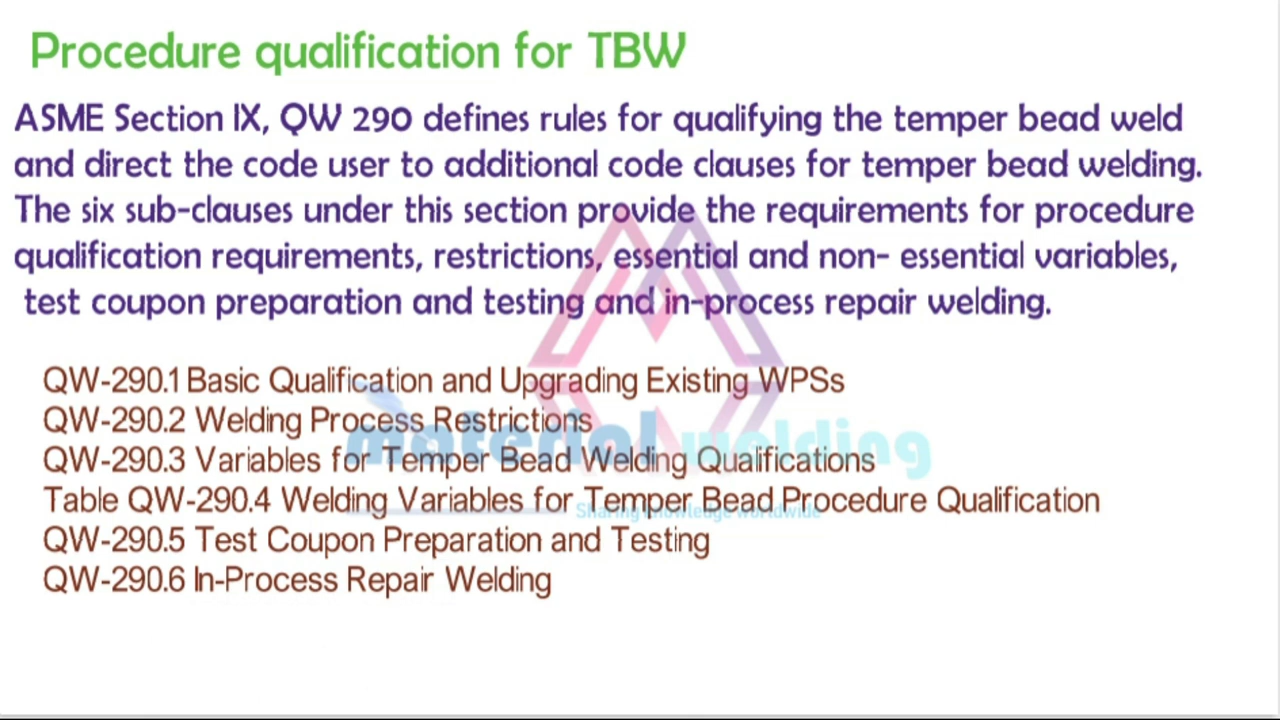 Procedure qualification for TBW
ASME Section IX, QW 290 defines rules for qualifying the temper bead weld
and direct the code user to additional code clauses for temper bead welding.
The six sub-clauses under this section provide the requirements for procedure
qualification requirements, restrictions, essential and non- essential variables,
test coupon preparation and testing and in-process repair welding.
QW-290.1 Basic Qualification and Upgrading Existing WPSs
QW-290.2 Welding Process Restrictions
material welding
QW-290.3 Variables for Temper Bead Welding Qualifications
Table QW-290.4 Welding Variables for Temper Bead Procedure Qualification
Sharing knowledge worldwide
QW-290.5 Test Coupon Preparation and Testing
QW-290.6 In-Process Repair Welding